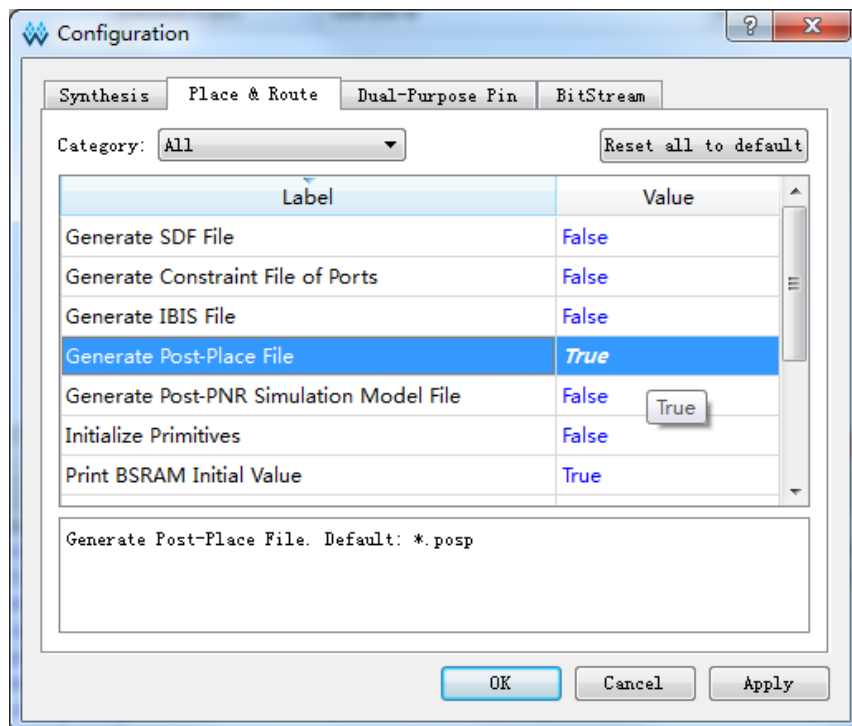 Configuration
Synthesis Place & Route Dual-Purpose Pin BitStream
Category: All Reset all to default
Label Value
Generate SDF File False
Generate Constraint File of Ports False
Generate IBIS File False
Generate Post-Place File True
Generate Post-PNR Simulation Model File False
True
Initialize Primitives False
Print BSRAM Initial Value True
Generate Post-Place File. Default: *.posp
OK Cancel Apply